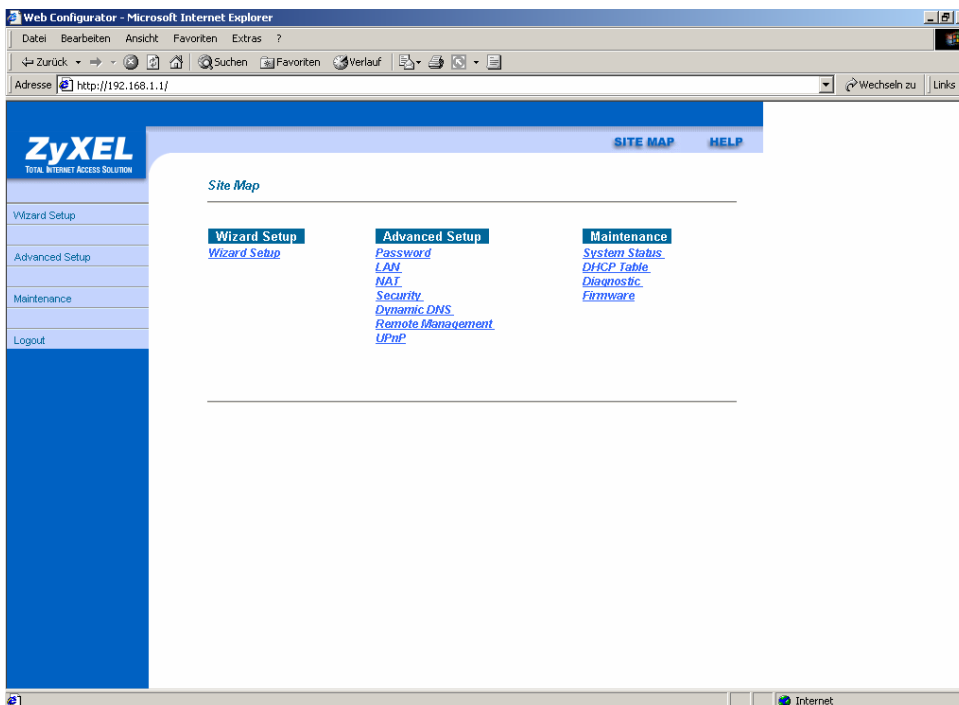 Web Configurator - Microsoft Internet Explorer
Datei Bearbeiten Ansicht Favoriten Extras ?
Zurück Suchen Favoriten Verlauf
Adresse http://192.168.1.1/ Wechseln zu Links
ZyXEL
TOTAL INTERNET ACCESS SOLUTION
SITE MAP HELP
Wizard Setup
Advanced Setup
Maintenance
Logout
Site Map
Wizard Setup
Wizard Setup
Advanced Setup
Password
LAN
NAT
Security
Dynamic DNS
Remote Management
UPnP
Maintenance
System Status
DHCP Table
Diagnostic
Firmware
Internet